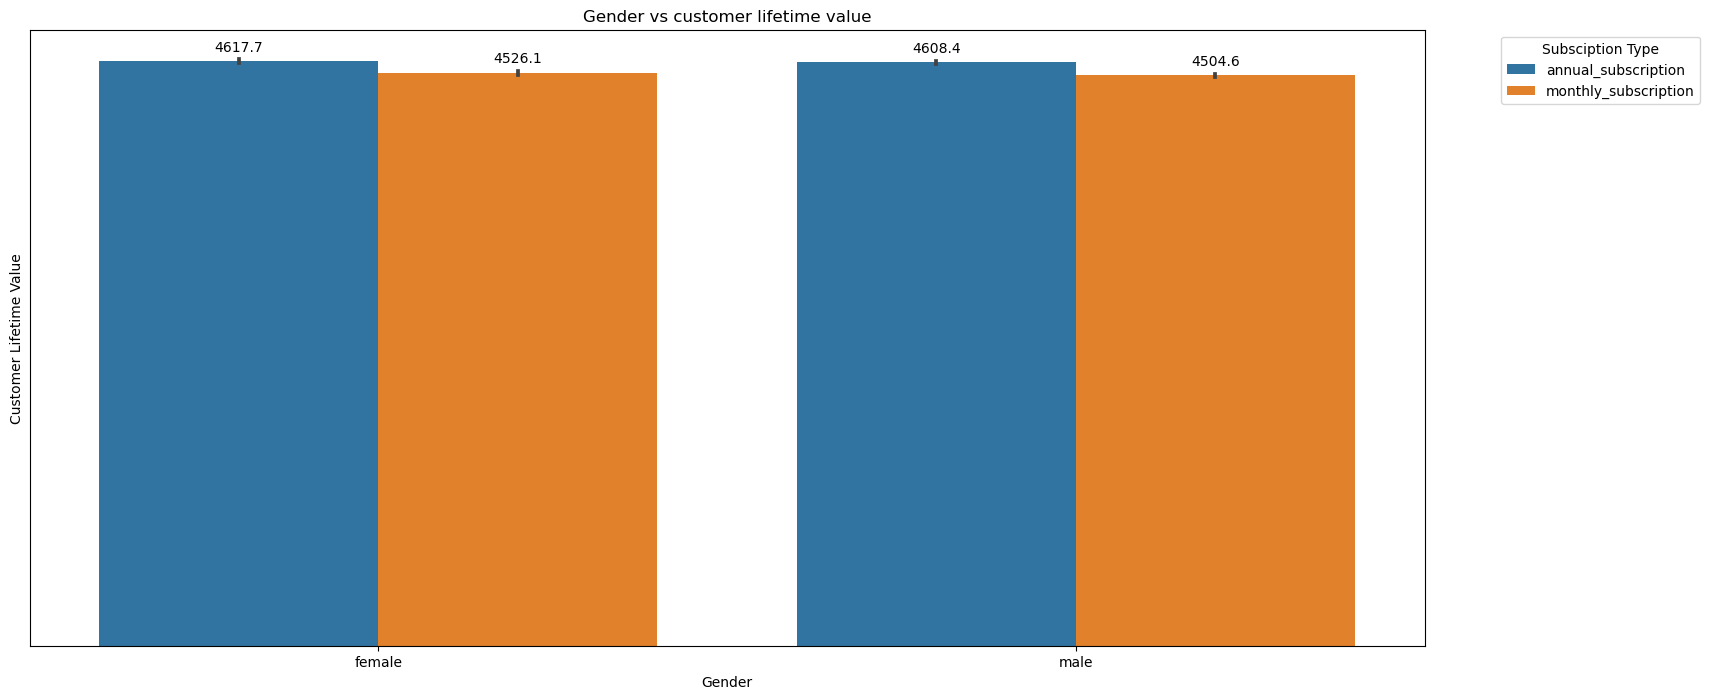 Gender vs customer lifetime value
4617.7
4526.1
4608.4
4504.6
Subsciption Type
annual_subscription
monthly_subscription
Customer Lifetime Value
female
male
Gender